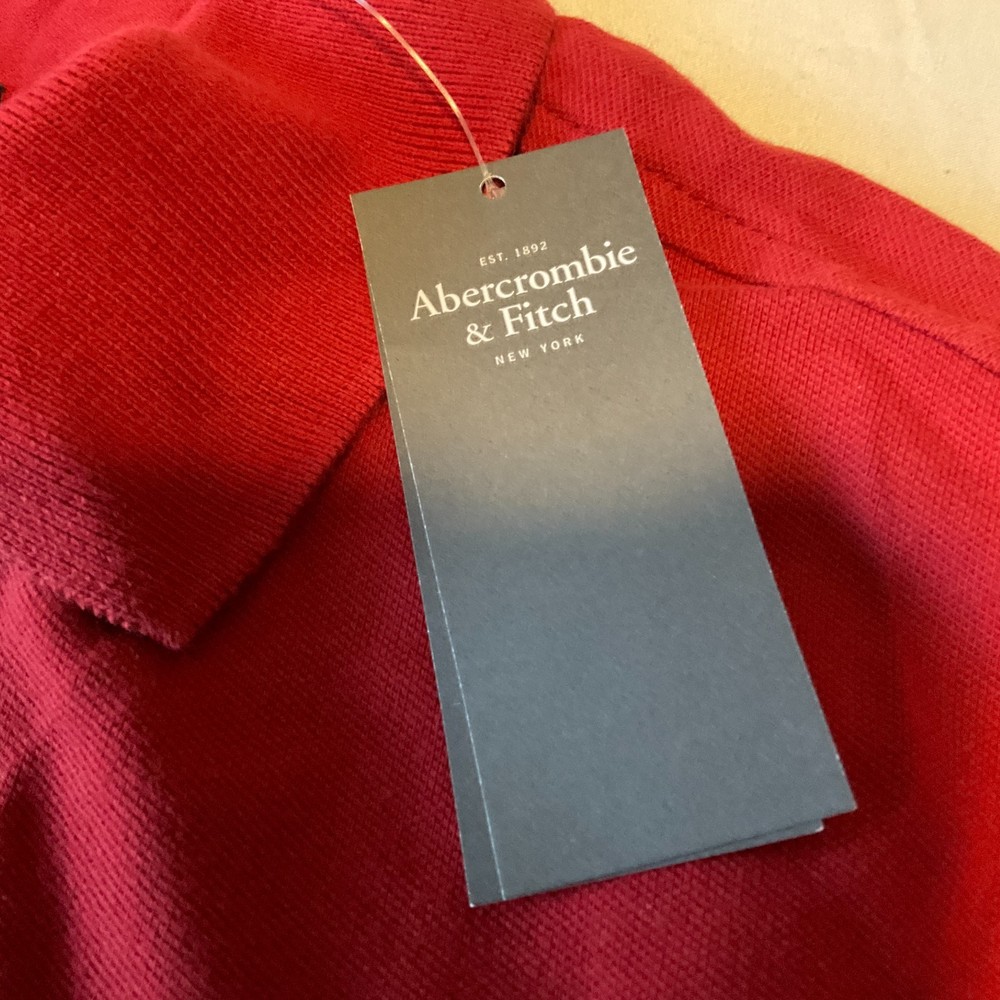 EST. 1892
Abercrombie
& Fitch
NEW YORK